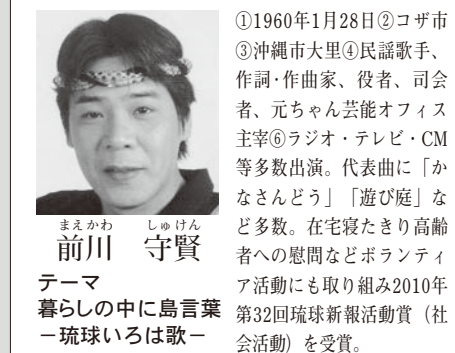 まえかわ しゅけん
前川 守賢
テーマ
暮らしの中に島言葉
－琉球いろは歌－
①1960年1月28日②コザ市
③沖縄市大里④民謡歌手、
作詞・作曲家、役者、司会
者、元ちゃん芸能オフィス
主宰⑥ラジオ・テレビ・CM
等多数出演。代表曲に「か
なさんどう」「遊び庭」な
ど多数。在宅寝たきり高齢
者への慰問などボランティ
ア活動にも取り組み2010年
第32回琉球新報活動賞（社
会活動）を受賞。